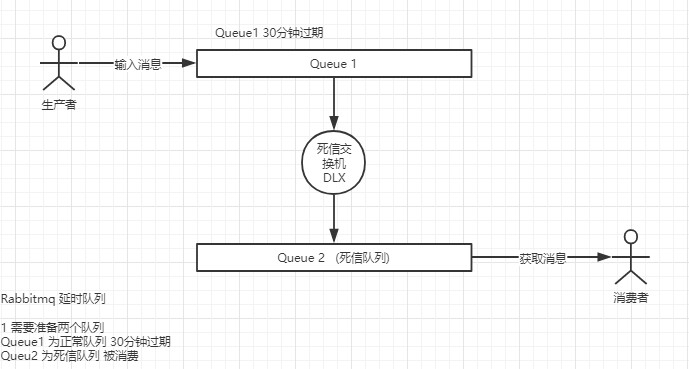 Queue1 30分钟过期
Queue 1
输入消息
生产者
死信交
换机
DLX
Queue 2 (死信队列)
获取消息
消费者
Rabbitmq 延时队列
1 需要准备两个队列
Queue1 为正常队列 30分钟过期
Queu2 为死信队列 被消费